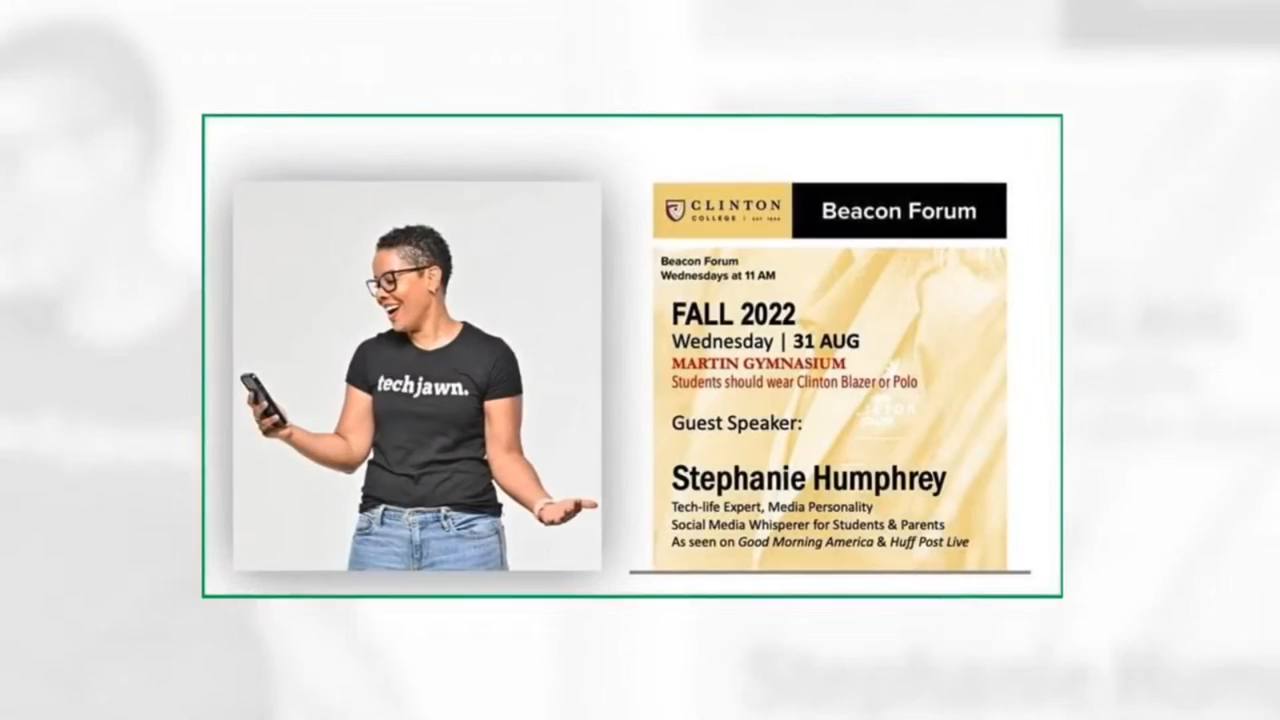 techjawn.
CLINTON
COLLEGE
Beacon Forum
Beacon Forum
Wednesdays at 11 AM
FALL 2022
Wednesday | 31 AUG
MARTIN GYMNASIUM
Students should wear Clinton Blazer or Polo
Guest Speaker:
Stephanie Humphrey
Tech-life Expert, Media Personality
Social Media Whisperer for Students & Parents
As seen on Good Morning America & Huff Post Live